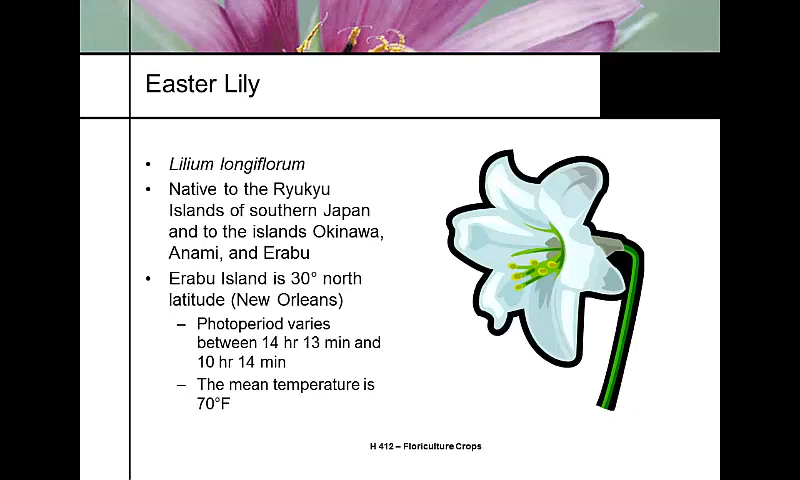 Easter Lily
• Lilium longiflorum
• Native to the Ryukyu
Islands of southern Japan
and to the islands Okinawa,
Anami, and Erabu
• Erabu Island is 30° north
latitude (New Orleans)
– Photoperiod varies
between 14 hr 13 min and
10 hr 14 min
– The mean temperature is
70°F
H 412 – Floriculture Crops